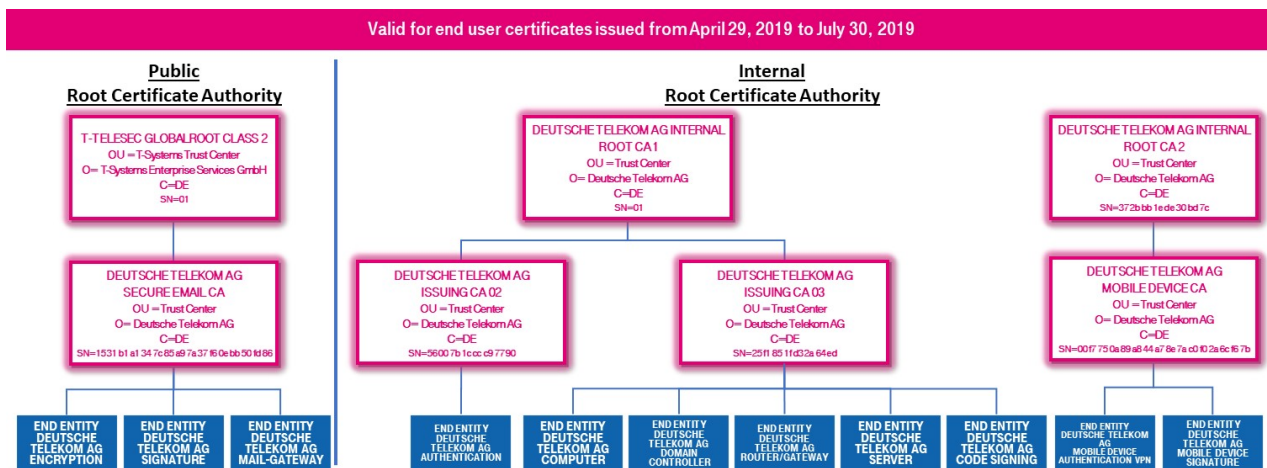 Valid for end user certificates issued from April 29, 2019 to July 30, 2019
Public
Root Certificate Authority
Internal
Root Certificate Authority
T-TELESEC GLOBALROOT CLASS 2
OU = T-Systems Trust Center
O= T-Systems Enterprise Services GmbH
C=DE
SN=01
DEUTSCHE TELEKOM AG INTERNAL
ROOT CA 1
OU = Trust Center
O= Deutsche Telekom AG
C=DE
SN=01
DEUTSCHE TELEKOM AG INTERNAL
ROOT CA 2
OU = Trust Center
O= Deutsche Telekom AG
C=DE
SN=372bbb1ede30bd7c
DEUTSCHE TELEKOM AG
SECURE EMAIL CA
OU = Trust Center
O= Deutsche Telekom AG
C=DE
SN=1531b1a1347c85a97a37f60ebb50fd86
DEUTSCHE TELEKOM AG
ISSUING CA 02
OU = Trust Center
O= Deutsche Telekom AG
C=DE
SN=56007b1cccc97790
DEUTSCHE TELEKOM AG
ISSUING CA 03
OU = Trust Center
O= Deutsche Telekom AG
C=DE
SN=25f1851fd32a64ed
DEUTSCHE TELEKOM AG
MOBILE DEVICE CA
OU = Trust Center
O= Deutsche Telekom AG
C=DE
SN=00f7750a89a844a78e7ac0f02a6cf67b
END ENTITY
DEUTSCHE
TELEKOM AG
ENCRYPTION
END ENTITY
DEUTSCHE
TELEKOM AG
SIGNATURE
END ENTITY
DEUTSCHE
TELEKOM AG
MAIL-GATEWAY
END ENTITY
DEUTSCHE
TELEKOM AG
AUTHENTICATION
END ENTITY
DEUTSCHE
TELEKOM AG
COMPUTER
END ENTITY
DEUTSCHE
TELEKOM AG
DOMAIN
CONTROLLER
END ENTITY
DEUTSCHE
TELEKOM AG
ROUTER/GATEWAY
END ENTITY
DEUTSCHE
TELEKOM AG
SERVER
END ENTITY
DEUTSCHE
TELEKOM AG
CODE SIGNING
END ENTITY
DEUTSCHE TELEKOM
AG
MOBILE DEVICE
AUTHENTICATION VPN
END ENTITY
DEUTSCHE
TELEKOM AG
MOBILE DEVICE
SIGNATURE